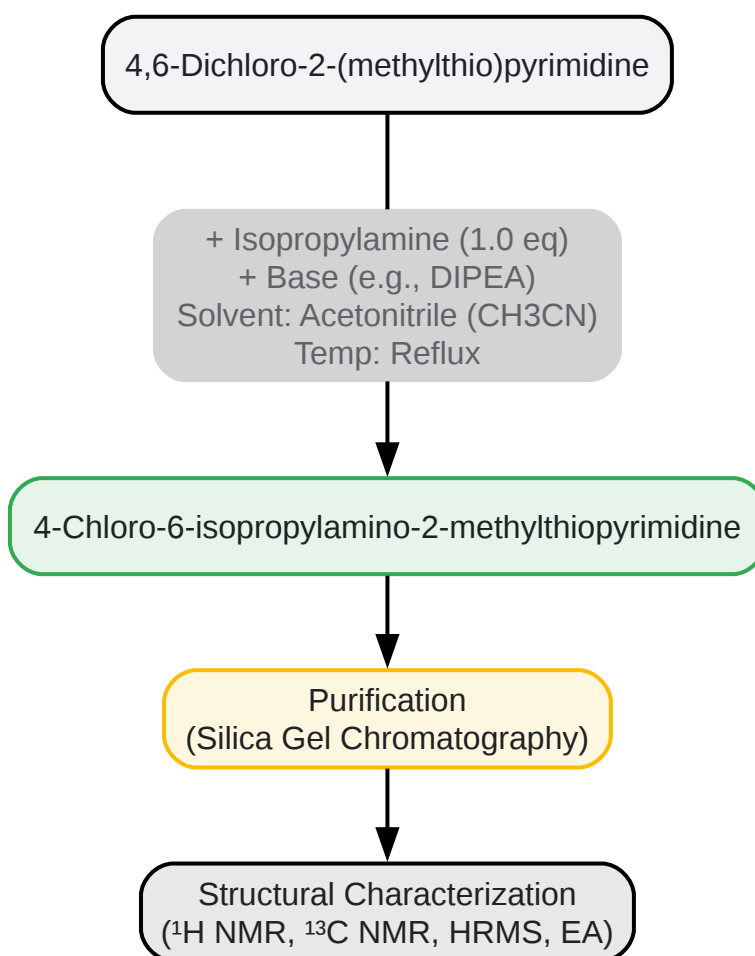 4,6-Dichloro-2-(methylthio)pyrimidine
+ Isopropylamine (1.0 eq)
+ Base (e.g., DIPEA)
Solvent: Acetonitrile (CH3CN)
Temp: Reflux
4-Chloro-6-isopropylamino-2-methylthiopyrimidine
Purification
(Silica Gel Chromatography)
Structural Characterization
(¹H NMR, ¹³C NMR, HRMS, EA)